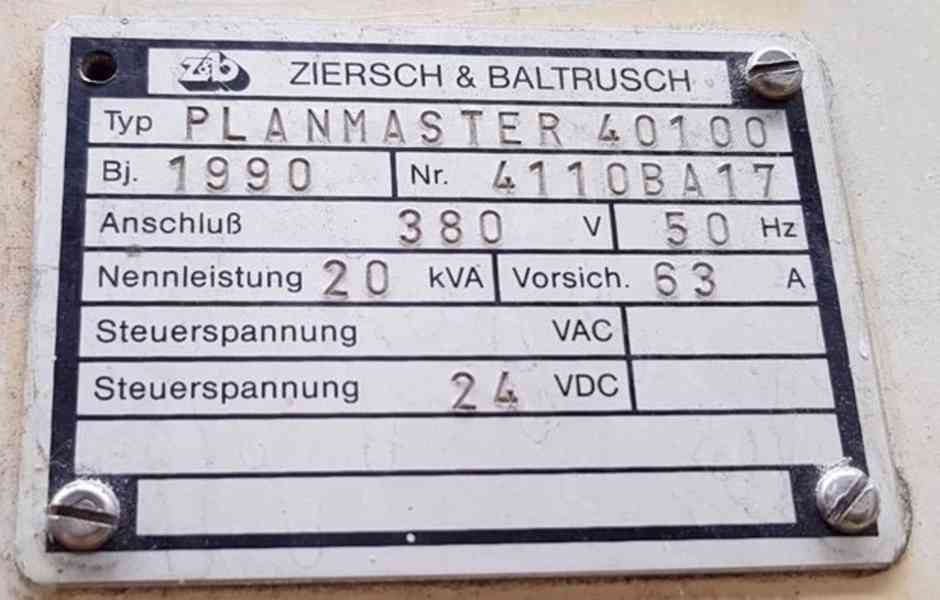 zb ZIERSCH & BALTRUSCH
Typ PLANMASTER 40100
Bj. 1990 Nr. 4110BA17
Anschluß 380 V 50 Hz
Nennleistung 20 kVA Vorsich. 63 A
Steuerspannung VAC
Steuerspannung 24 VDC